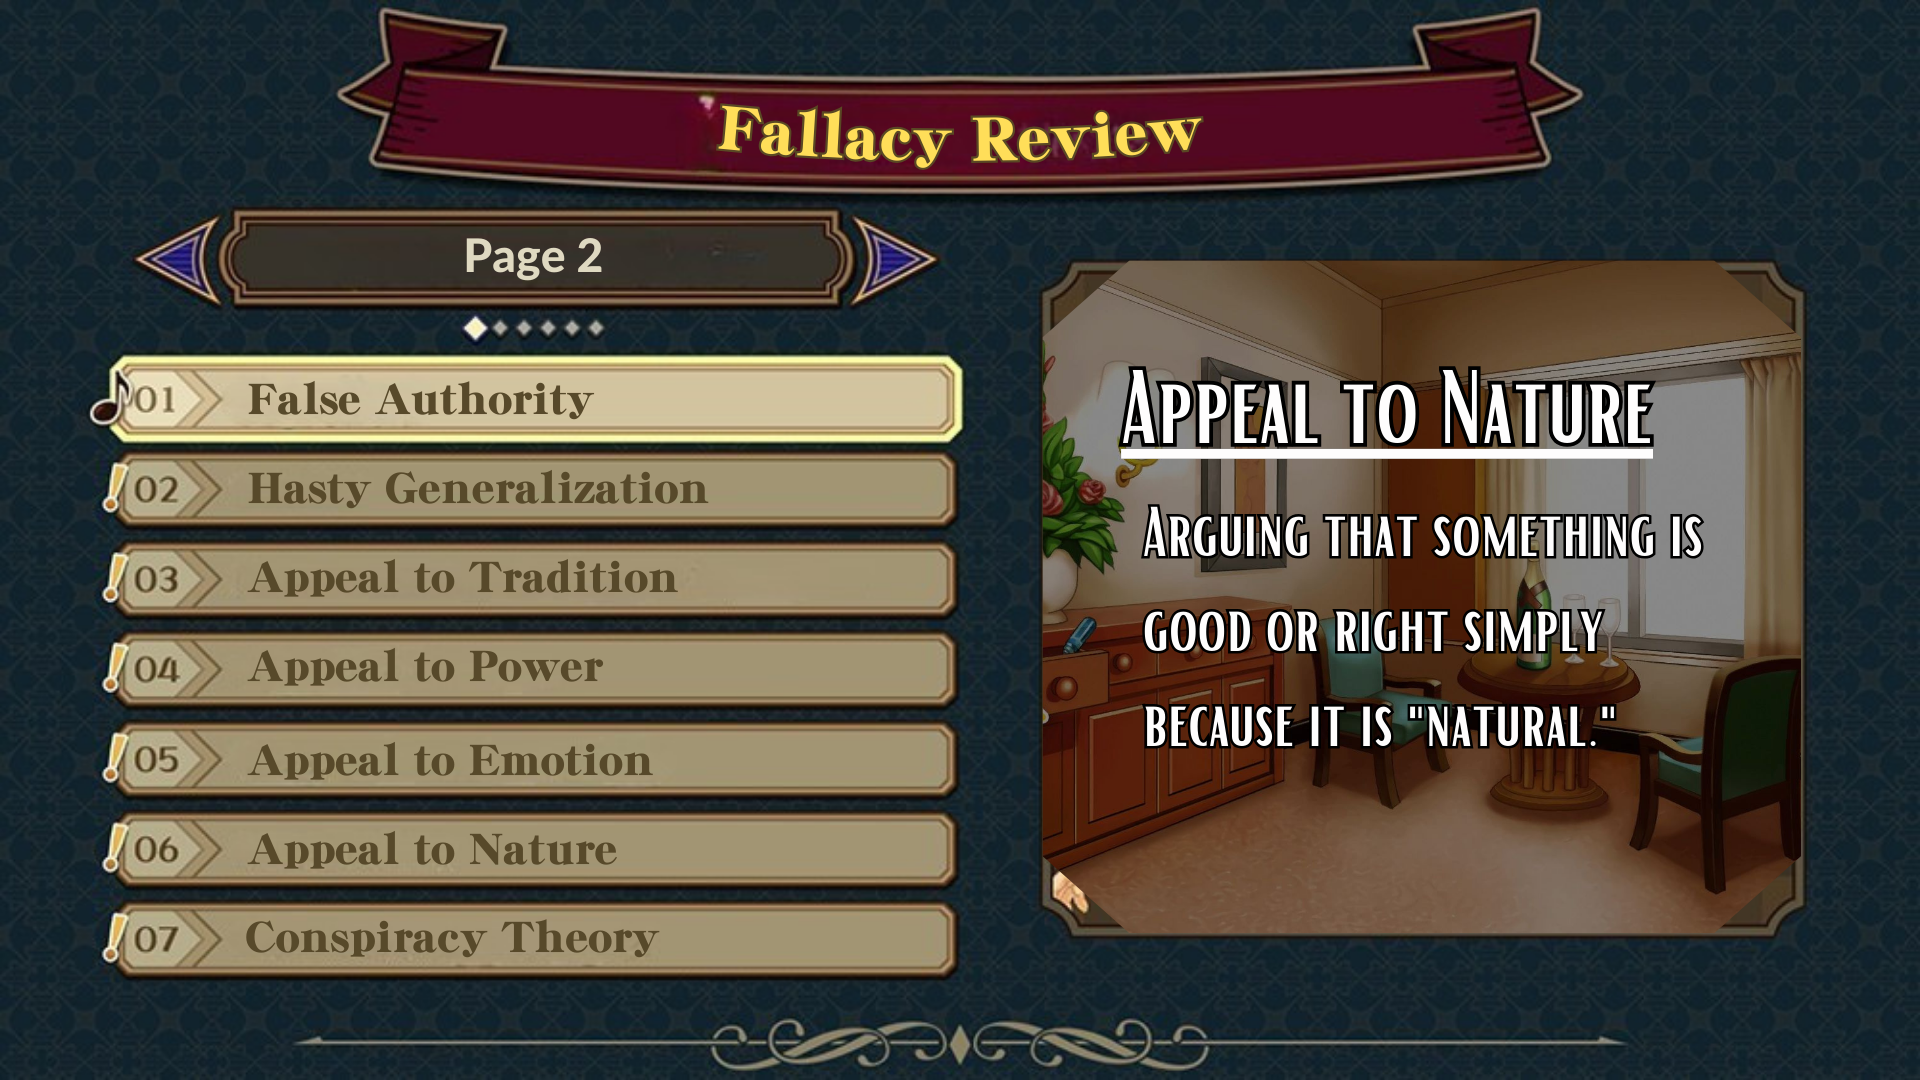 Fallacy Review
Page 2
01 False Authority
02 Hasty Generalization
03 Appeal to Tradition
04 Appeal to Power
05 Appeal to Emotion
06 Appeal to Nature
07 Conspiracy Theory
Appeal to Nature
Arguing that something is
good or right simply
because it is "natural."